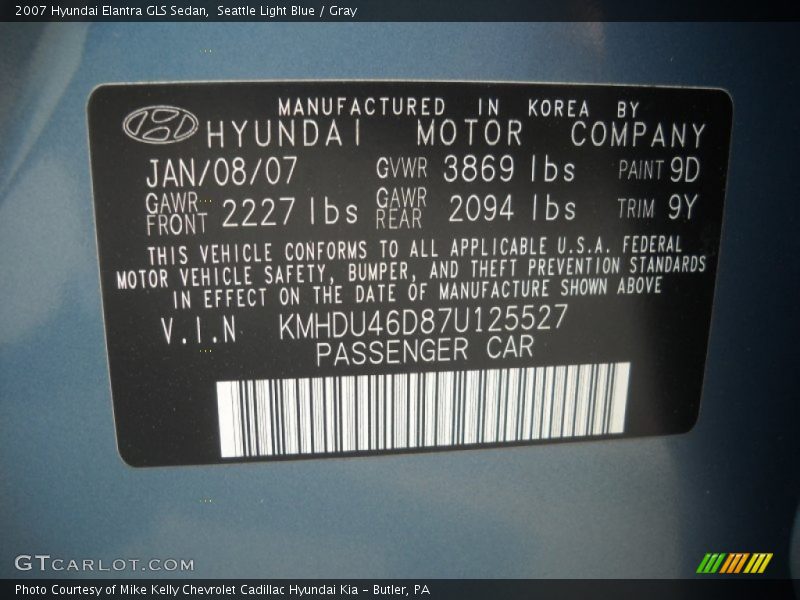 2007 Hyundai Elantra GLS Sedan, Seattle Light Blue / Gray
MANUFACTURED IN KOREA BY
HYUNDAI MOTOR COMPANY
JAN/08/07 GVWR 3869 lbs PAINT 9D
GAWR FRONT 2227 lbs GAWR REAR 2094 lbs TRIM 9Y
THIS VEHICLE CONFORMS TO ALL APPLICABLE U.S.A. FEDERAL
MOTOR VEHICLE SAFETY, BUMPER, AND THEFT PREVENTION STANDARDS
IN EFFECT ON THE DATE OF MANUFACTURE SHOWN ABOVE
V.I.N KMHDU46D87U125527
PASSENGER CAR
GTCARLOT.COM
Photo Courtesy of Mike Kelly Chevrolet Cadillac Hyundai Kia - Butler, PA